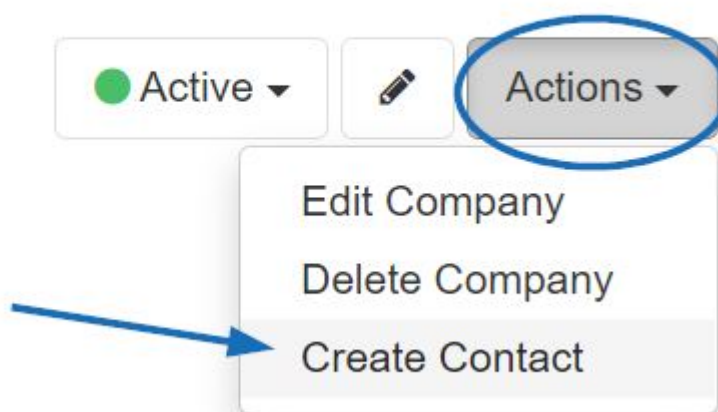 Active Actions
Edit Company
Delete Company
Create Contact